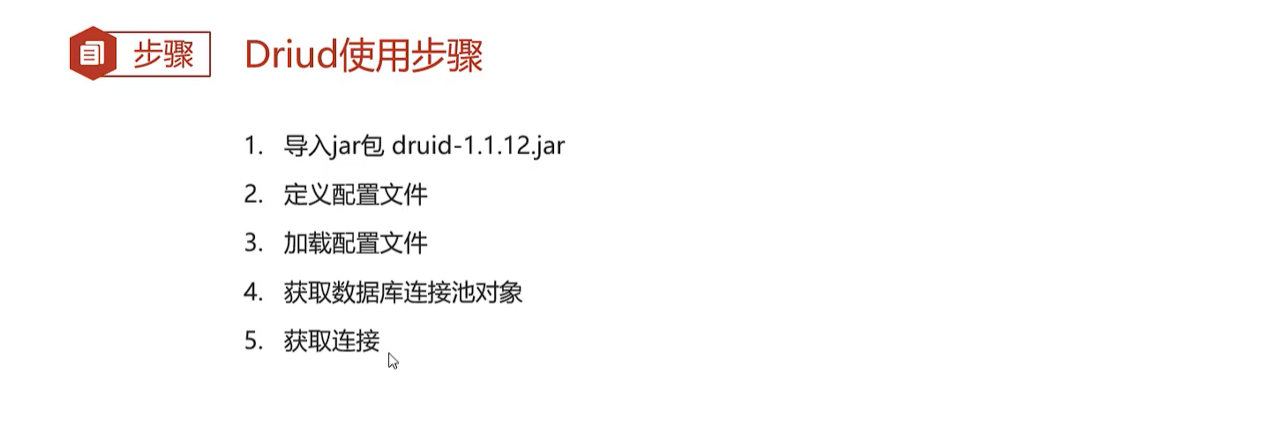 步骤 Driud使用步骤
1. 导入jar包 druid-1.1.12.jar
2. 定义配置文件
3. 加载配置文件
4. 获取数据库连接池对象
5. 获取连接